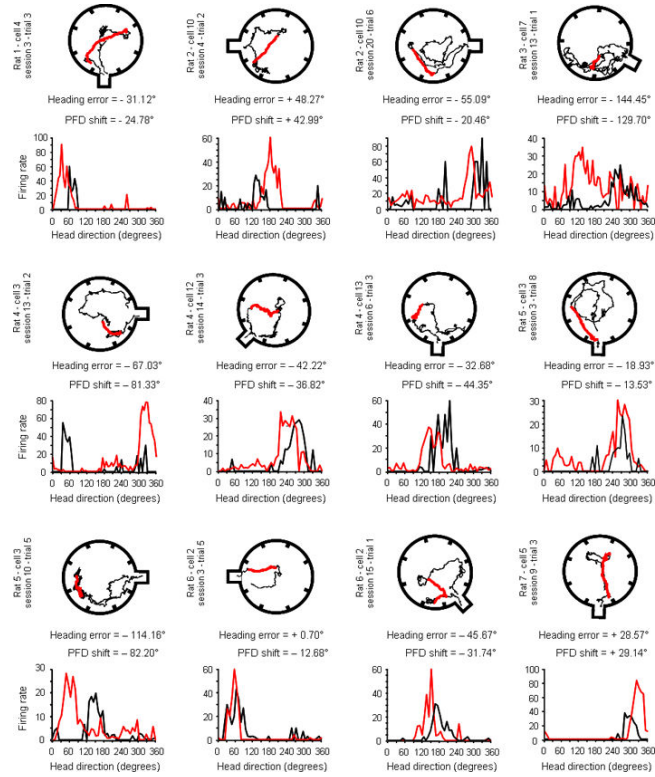 Rat 1 - cell 4
session 3 - trial 3
Rat 2 - cell 10
session 4 - trial 2
Rat 2 - cell 10
session 20 - trial 6
Rat 3 - cell 7
session 13 - trial 1
Heading error = - 31.12°
Heading error = + 48.27°
Heading error = - 55.09°
Heading error = - 144.45°
PFD shift = - 24.78°
PFD shift = + 42.99°
PFD shift = - 20.46°
PFD shift = - 129.70°
Firing rate
100
80
60
40
20
0
60
40
20
0
80
60
40
20
0
40
30
20
10
0
0 60 120 180 240 300 360
0 60 120 180 240 300 360
0 60 120 180 240 300 360
0 60 120 180 240 300 360
Head direction (degrees)
Head direction (degrees)
Head direction (degrees)
Head direction (degrees)
Rat 4 - cell 3
session 13 - trial 2
Rat 4 - cell 12
session 14 - trial 3
Rat 4 - cell 13
session 6 - trial 3
Rat 5 - cell 3
session 3 - trial 8
Heading error = – 67.03°
Heading error = – 42.22°
Heading error = – 32.68°
Heading error = – 18.93°
PFD shift = – 81.33°
PFD shift = – 36.82°
PFD shift = – 44.35°
PFD shift = – 13.53°
Firing rate
80
60
40
20
0
40
20
0
60
40
20
0
30
20
10
0
0 60 120 180 240 300 360
0 60 120 180 240 300 360
0 60 120 180 240 300 360
0 60 120 180 240 300 360
Head direction (degrees)
Head direction (degrees)
Head direction (degrees)
Head direction (degrees)
Rat 5 - cell 3
session 10 - trial 5
Rat 6 - cell 2
session 3 - trial 5
Rat 6 - cell 2
session 15 - trial 1
Rat 7 - cell 5
session 9 - trial 3
Heading error = – 114.16°
Heading error = + 0.70°
Heading error = – 45.67°
Heading error = + 28.57°
PFD shift = – 82.20°
PFD shift = – 12.68°
PFD shift = – 31.74°
PFD shift = + 29.14°
Firing rate
30
25
20
15
10
5
0
60
40
20
0
60
40
20
0
100
80
60
40
20
0
0 60 120 180 240 300 360
0 60 120 180 240 300 360
0 60 120 180 240 300 360
0 60 120 180 240 300 360
Head direction (degrees)
Head direction (degrees)
Head direction (degrees)
Head direction (degrees)